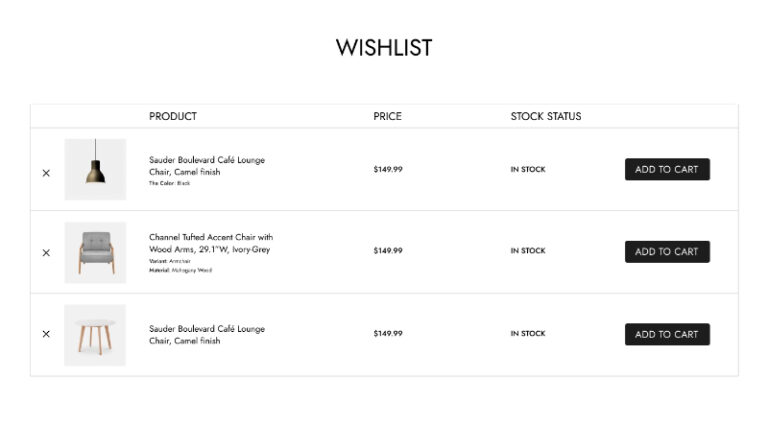 WISHLIST
PRODUCT PRICE STOCK STATUS
Sauder Boulevard Café Lounge
Chair, Camel finish
The Color: Black
$149.99 IN STOCK ADD TO CART
Channel Tufted Accent Chair with
Wood Arms, 29.1"W, Ivory-Grey
Variant: Armchair
Material: Mahogany Wood
$149.99 IN STOCK ADD TO CART
Sauder Boulevard Café Lounge
Chair, Camel finish
$149.99 IN STOCK ADD TO CART